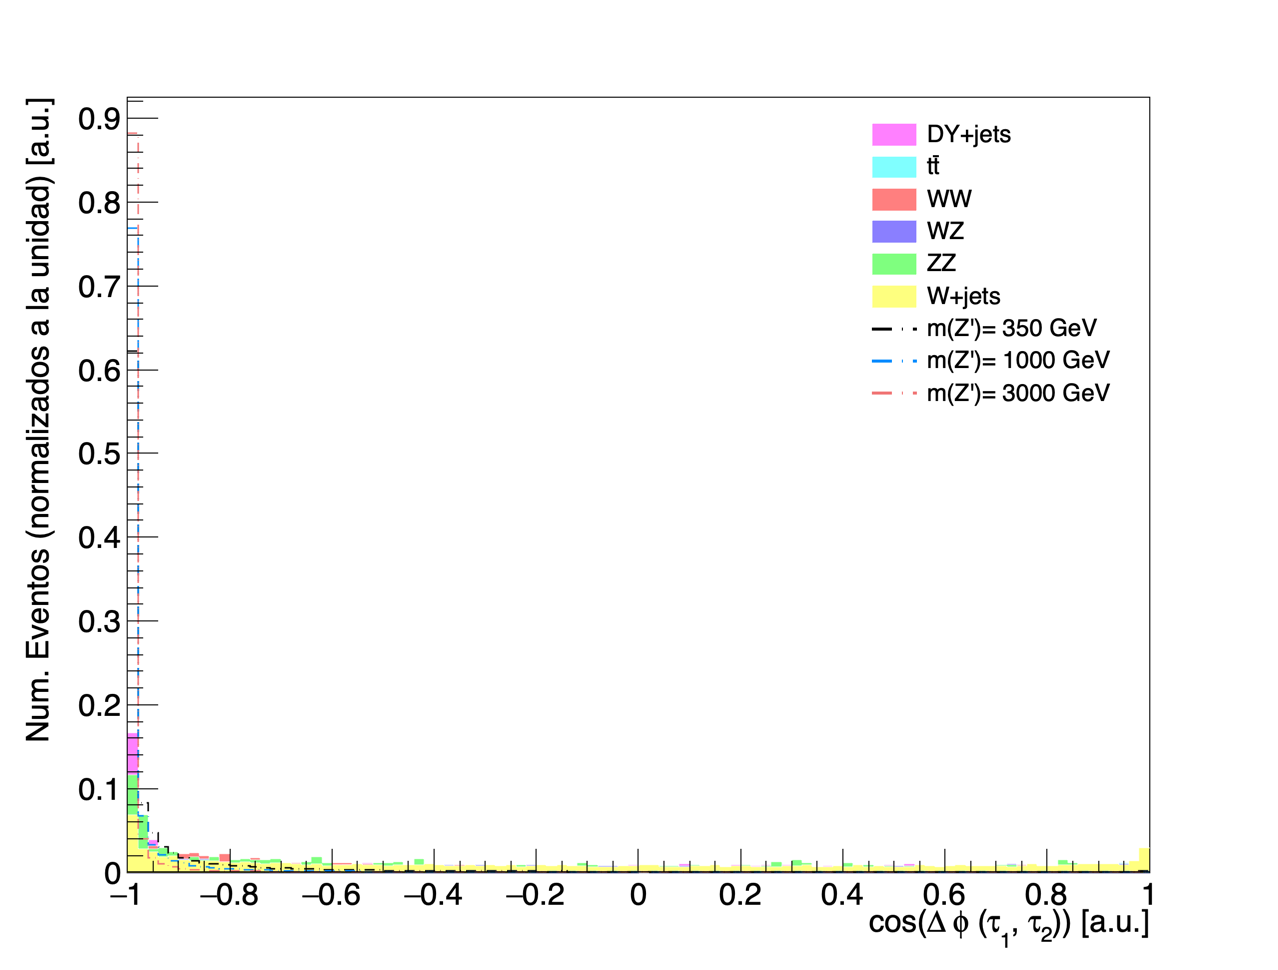 Num. Eventos (normalizados a la unidad) [a.u.]
0.9
0.8
0.7
0.6
0.5
0.4
0.3
0.2
0.1
0
DY+jets
tt̄
WW
WZ
ZZ
W+jets
m(Z')= 350 GeV
m(Z')= 1000 GeV
m(Z')= 3000 GeV
−1 −0.8 −0.6 −0.4 −0.2 0 0.2 0.4 0.6 0.8 1
cos(Δ ϕ (τ₁, τ₂)) [a.u.]